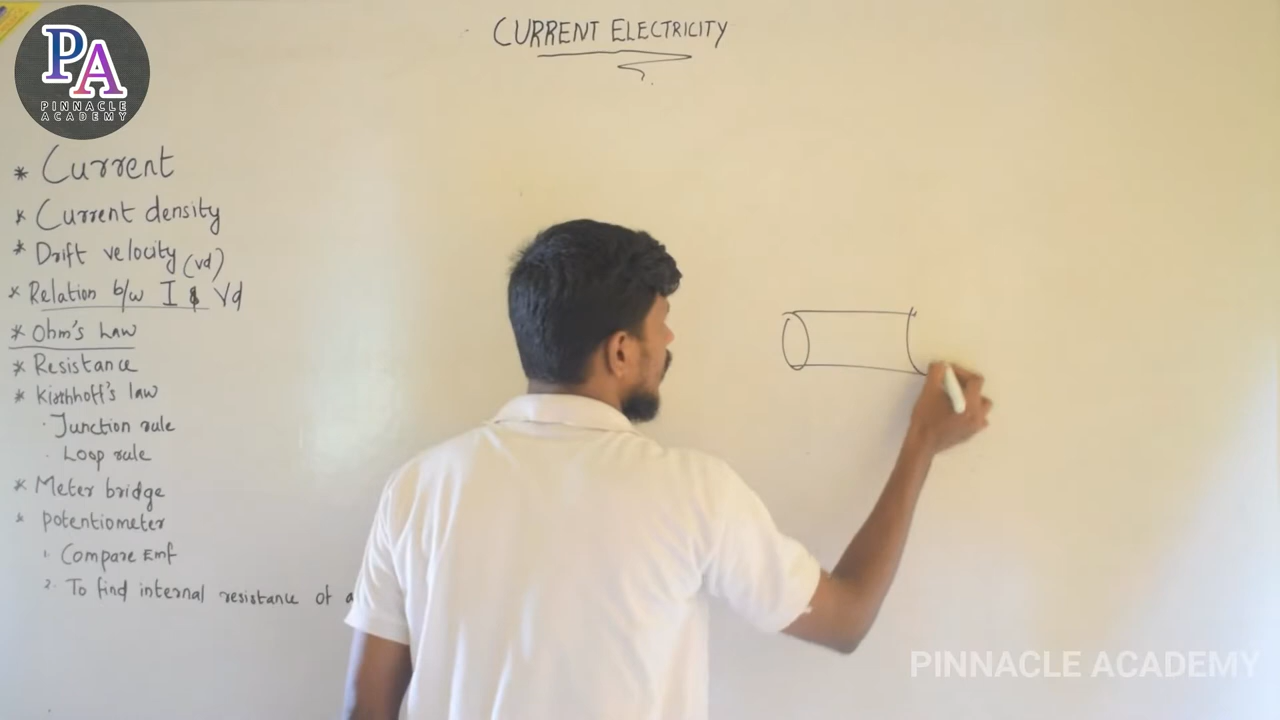 CURRENT ELECTRICITY
PA
PINNACLE
ACADEMY
* Current
* Current density
* Drift velocity (vd)
* Relation b/w I & Vd
* Ohm's Law
* Resistance
* Kirthhoff's law
· Junction rule
· Loop rule
* Meter bridge
* potentiometer
1. Compare Emf
2. To find internal resistance of a
PINNACLE ACADEMY